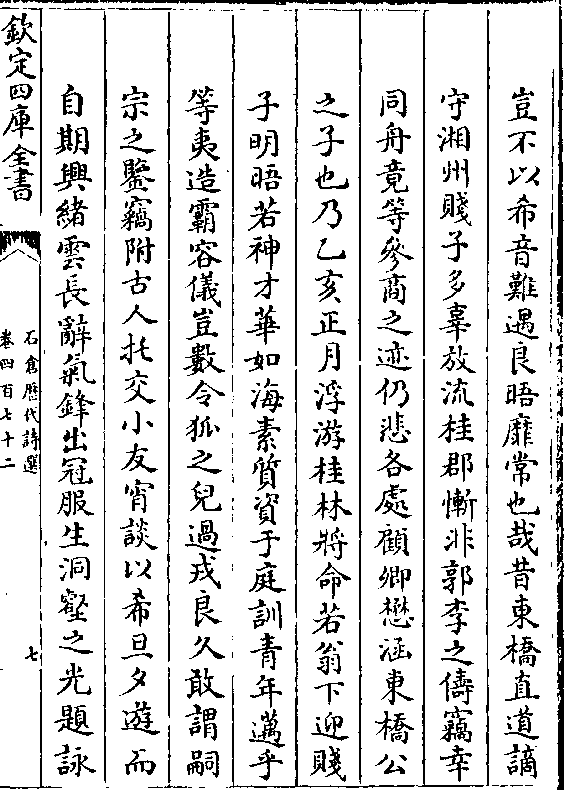 豈不以希音難遇良晤靡常也哉昔東橋直道謫
守湘州賤子多辜放流桂郡慚非郭李之儔竊幸
同舟竟等參商之迹仍悲各處顧卿懋涵東橋公
之子也乃乙亥正月浮游桂林將命若翁下迎賤
子明晤若神才華如海素質資于庭訓青年邁乎
等夷造霸容儀豈數令狐之兒過戎良久敢謂嗣
宗之鑒竊附古人托交小友宵談以希旦夕遊而
自期興緒雲長辭氣鋒出冠服生洞壑之光題詠
欽定四庫全書
石倉歷代詩選
卷四百七十二
七